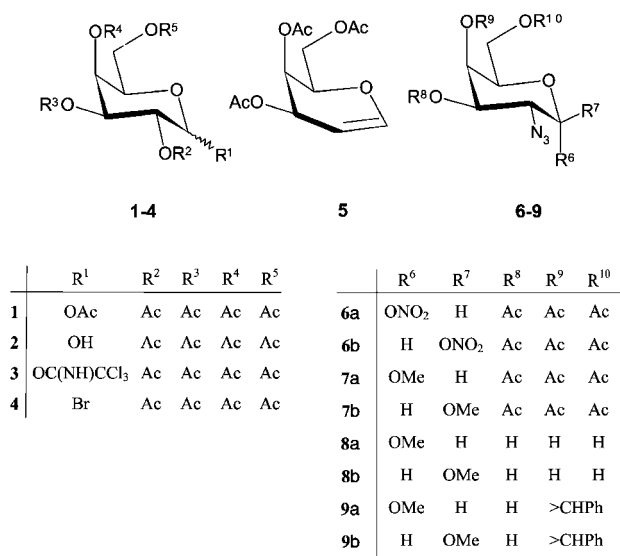 OR⁴ OR⁵ O R³O OR² R¹
OAc OAc O AcO
OR⁹ OR¹⁰ O R⁸O R⁷ N₃ R⁶
1-4 5 6-9
R¹ R² R³ R⁴ R⁵
1 OAc Ac Ac Ac Ac
2 OH Ac Ac Ac Ac
3 OC(NH)CCl₃ Ac Ac Ac Ac
4 Br Ac Ac Ac Ac
R⁶ R⁷ R⁸ R⁹ R¹⁰
6a ONO₂ H Ac Ac Ac
6b H ONO₂ Ac Ac Ac
7a OMe H Ac Ac Ac
7b H OMe Ac Ac Ac
8a OMe H H H H
8b H OMe H H H
9a OMe H H >CHPh
9b H OMe H >CHPh